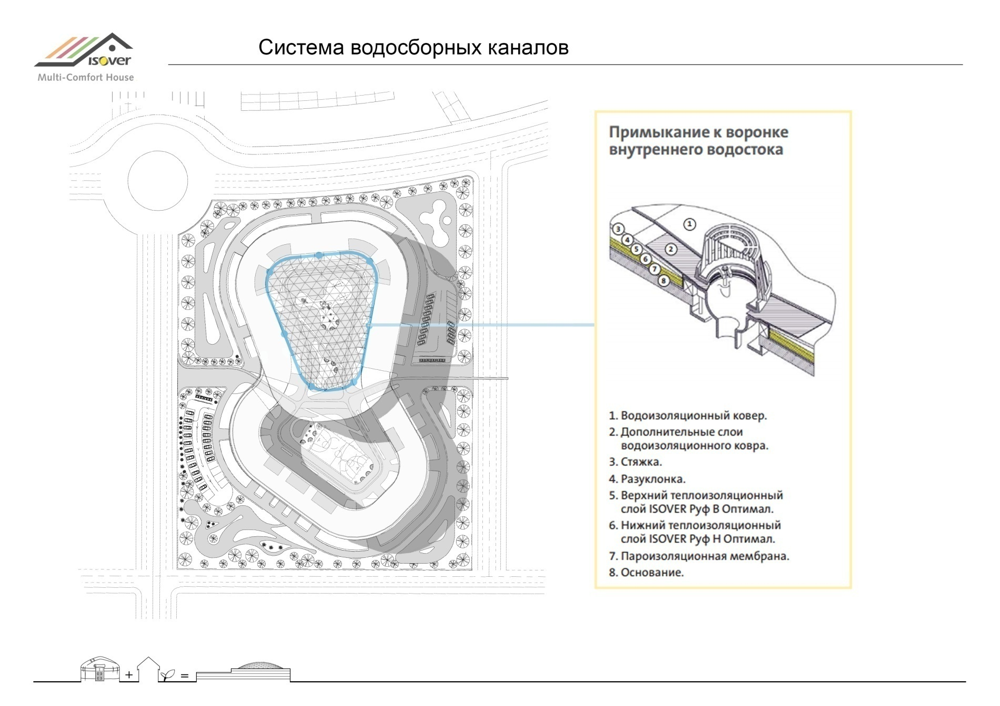 Система водосборных каналов
ISOVER
Multi-Comfort House
Примыкание к воронке
внутреннего водостока
1
3
4
2
5
6
7
8
1. Водоизоляционный ковер.
2. Дополнительные слои
водоизоляционного ковра.
3. Стяжка.
4. Разуклонка.
5. Верхний теплоизоляционный
слой ISOVER Руф В Оптимал.
6. Нижний теплоизоляционный
слой ISOVER Руф Н Оптимал.
7. Пароизоляционная мембрана.
8. Основание.
+ =